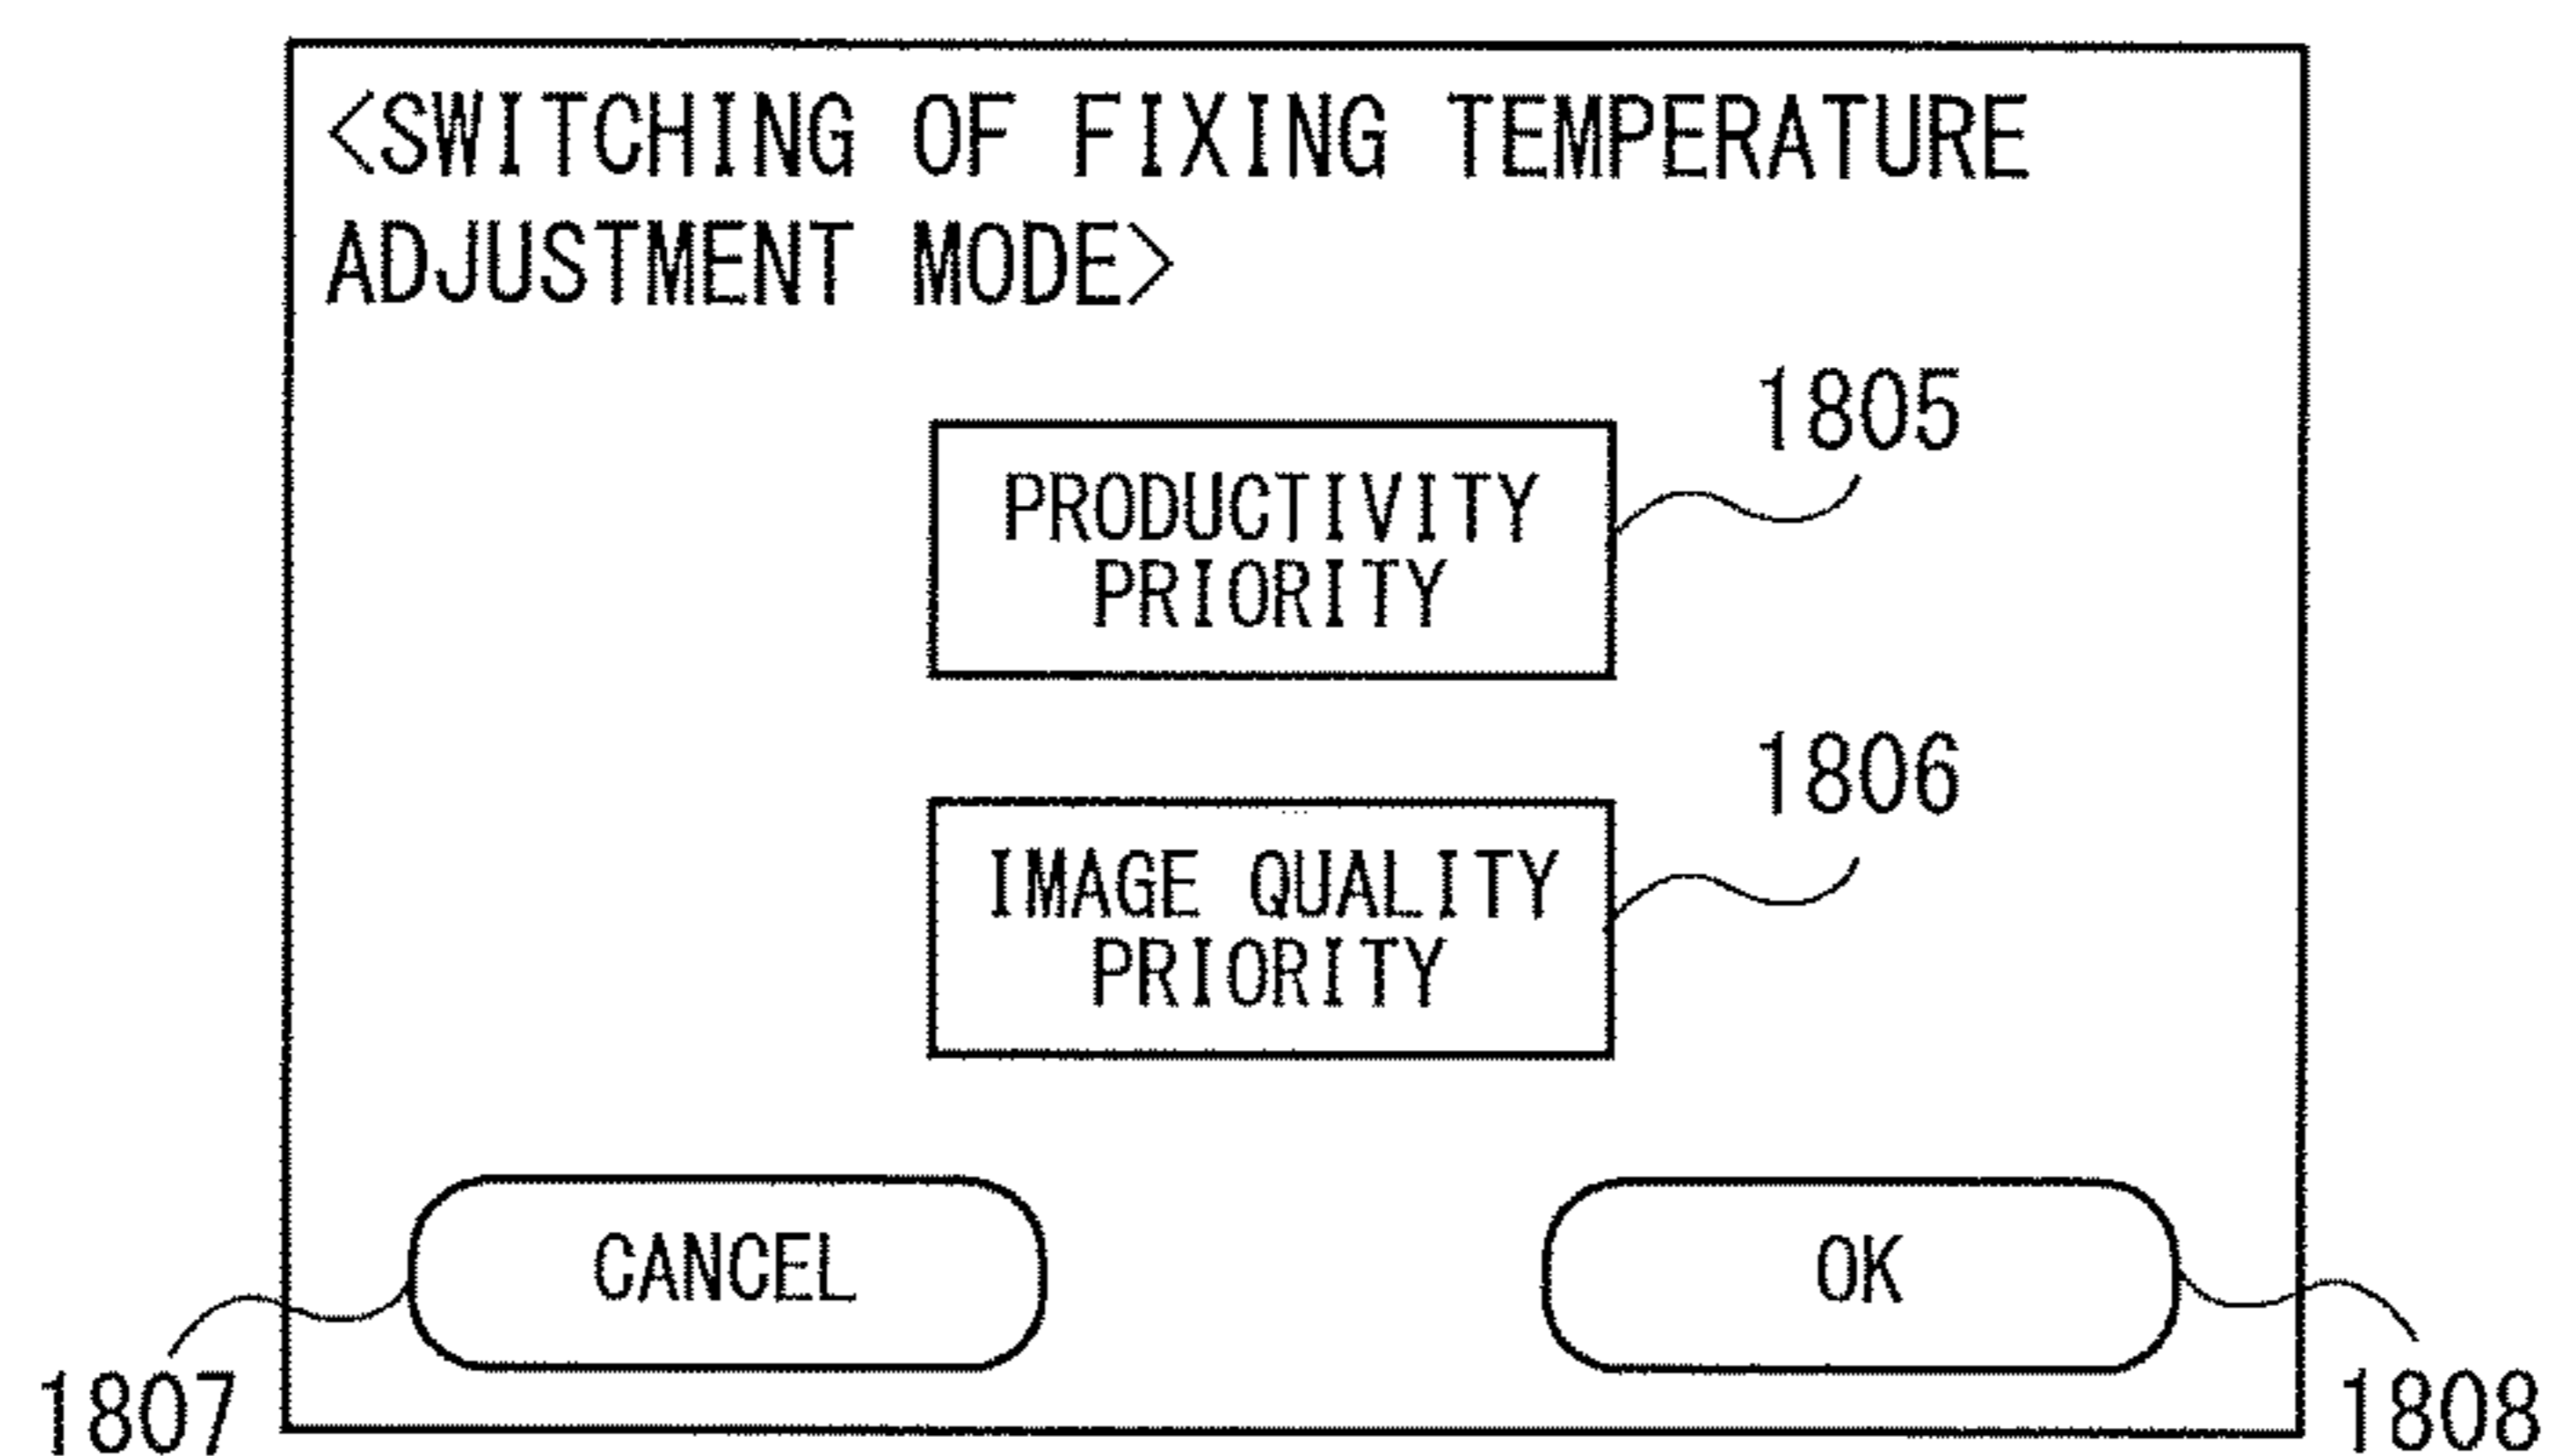 <SWITCHING OF FIXING TEMPERATURE
ADJUSTMENT MODE>
1805
PRODUCTIVITY
PRIORITY
1806
IMAGE QUALITY
PRIORITY
CANCEL
OK
1807
1808